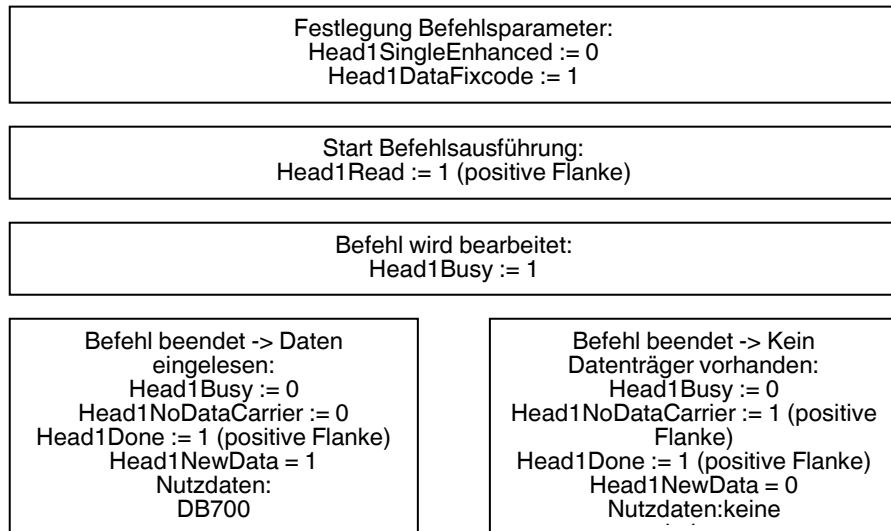 Festlegung Befehlsparameter:
Head1SingleEnhanced := 0
Head1DataFixcode := 1
Start Befehlsausführung:
Head1Read := 1 (positive Flanke)
Befehl wird bearbeitet:
Head1Busy := 1
Befehl beendet -> Daten
eingelesen:
Head1Busy := 0
Head1NoDataCarrier := 0
Head1Done := 1 (positive Flanke)
Head1NewData = 1
Nutzdaten:
DB700
Befehl beendet -> Kein
Datenträger vorhanden:
Head1Busy := 0
Head1NoDataCarrier := 1 (positive
Flanke)
Head1Done := 1 (positive Flanke)
Head1NewData = 0
Nutzdaten:keine